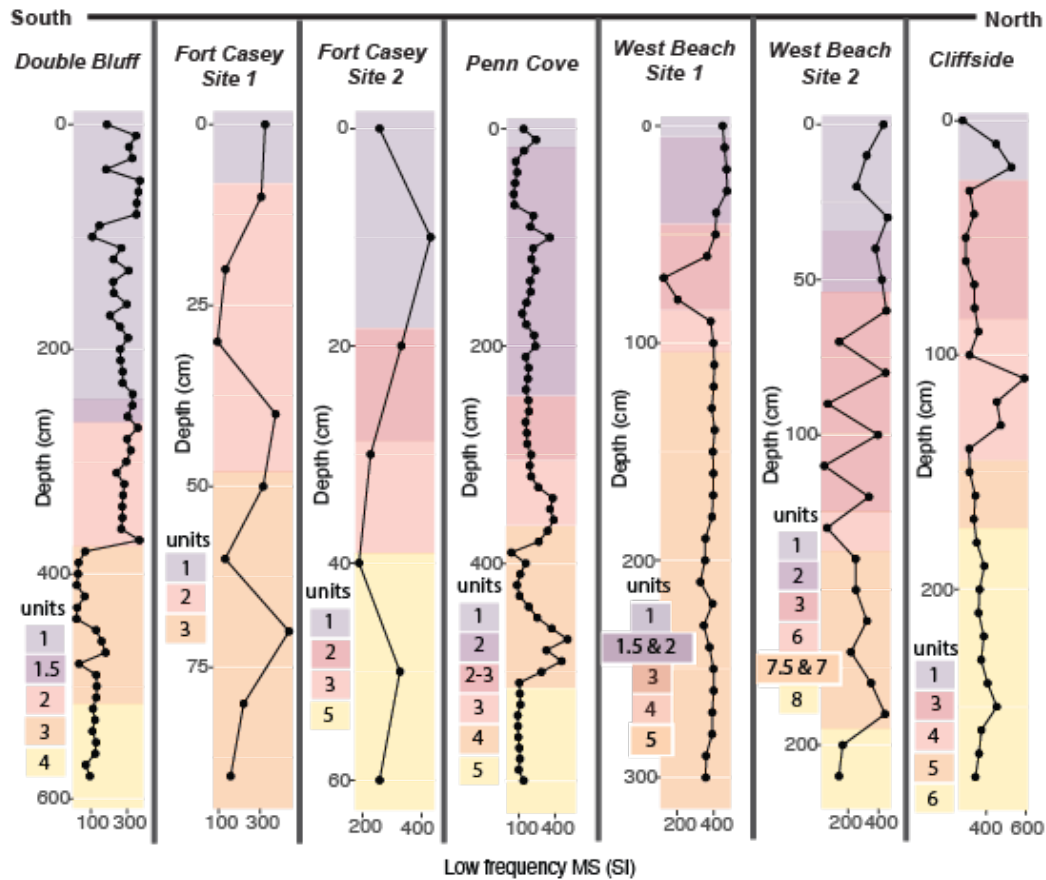 South
North
Double Bluff
Fort Casey
Site 1
Fort Casey
Site 2
Penn Cove
West Beach
Site 1
West Beach
Site 2
Cliffside
0
200
400
600
Depth (cm)
units
1
1.5
2
3
4
100 300
0
25
50
75
Depth (cm)
units
1
2
3
100 300
0
20
40
60
Depth (cm)
units
1
2
3
5
200 400
0
200
400
Depth (cm)
units
1
2
2-3
3
4
5
100 400
0
100
200
300
Depth (cm)
units
1
1.5 & 2
3
4
5
200 400
0
50
100
200
Depth (cm)
units
1
2
3
6
7.5 & 7
8
200 400
0
100
200
Depth (cm)
units
1
3
4
5
6
400 600
Low frequency MS (SI)